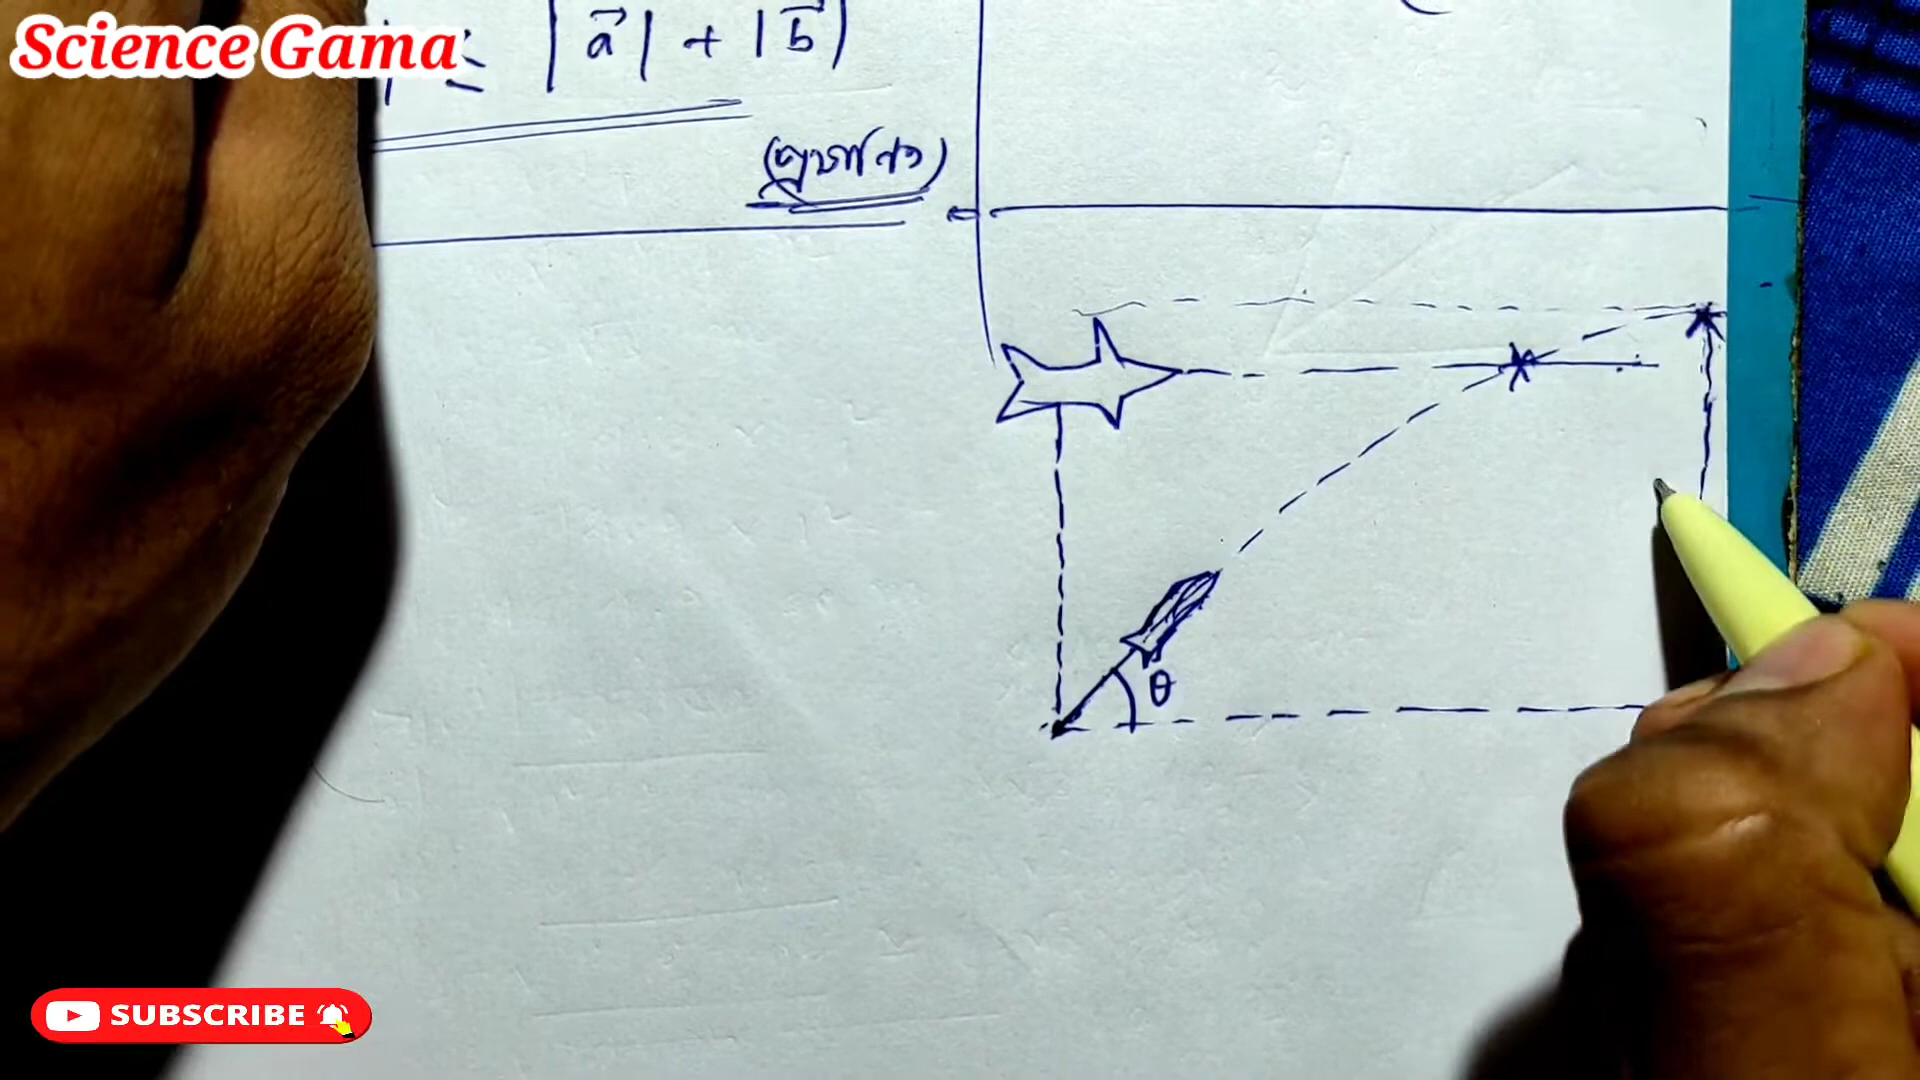 Science Gama
≤ |a⃗| + |b⃗|
(প্রমাণিত)
θ
SUBSCRIBE